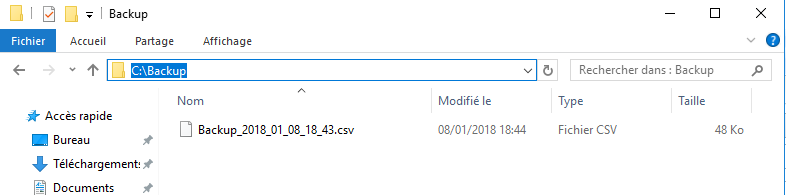 Backup
Fichier Accueil Partage Affichage
C:\Backup Rechercher dans : Backup
Nom Modifié le Type Taille
Accès rapide
Backup_2018_01_08_18_43.csv 08/01/2018 18:44 Fichier CSV 48 Ko
Bureau
Téléchargements
Documents